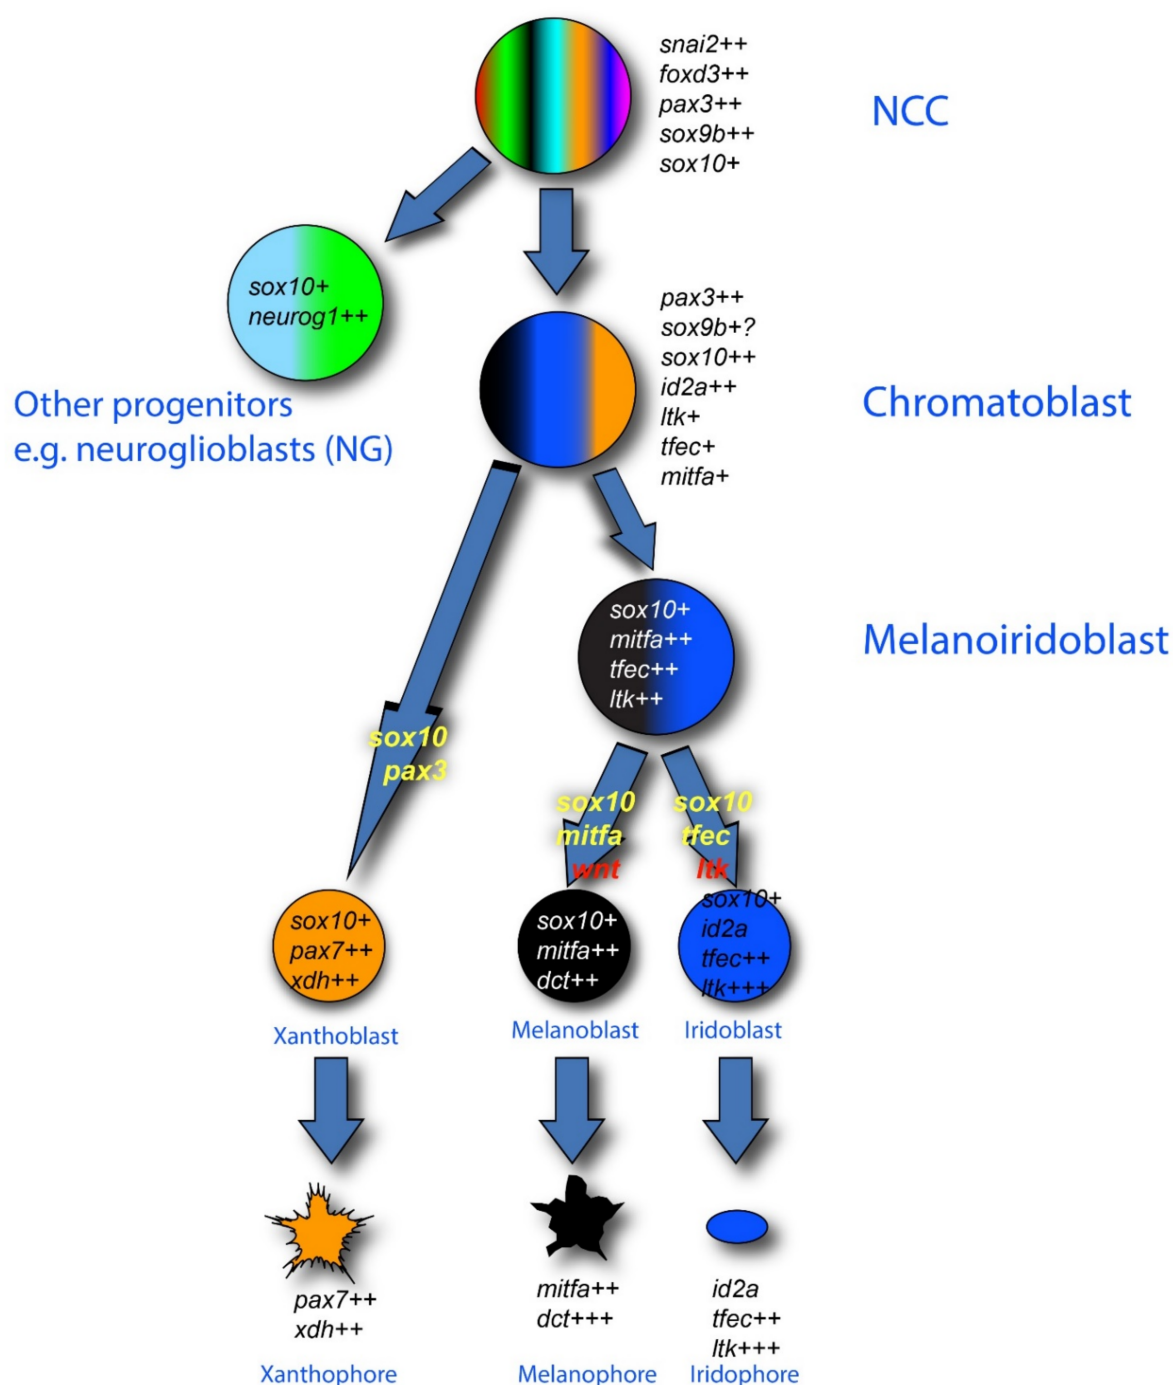 snai2++
foxd3++
pax3++
sox9b++
sox10+
NCC
sox10+
neurog1++
Other progenitors
e.g. neuroglioblasts (NG)
pax3++
sox9b+?
sox10++
id2a++
ltk+
tfec+
mitfa+
Chromatoblast
sox10+
mitfa++
tfec++
ltk++
Melanoiridoblast
sox10
pax3
sox10
mitfa
wnt
sox10
tfec
ltk
sox10+
pax7++
xdh++
Xanthoblast
sox10+
mitfa++
dct++
Melanoblast
sox10+
id2a
tfec++
ltk+++
Iridoblast
pax7++
xdh++
Xanthophore
mitfa++
dct+++
Melanophore
id2a
tfec++
ltk+++
Iridophore